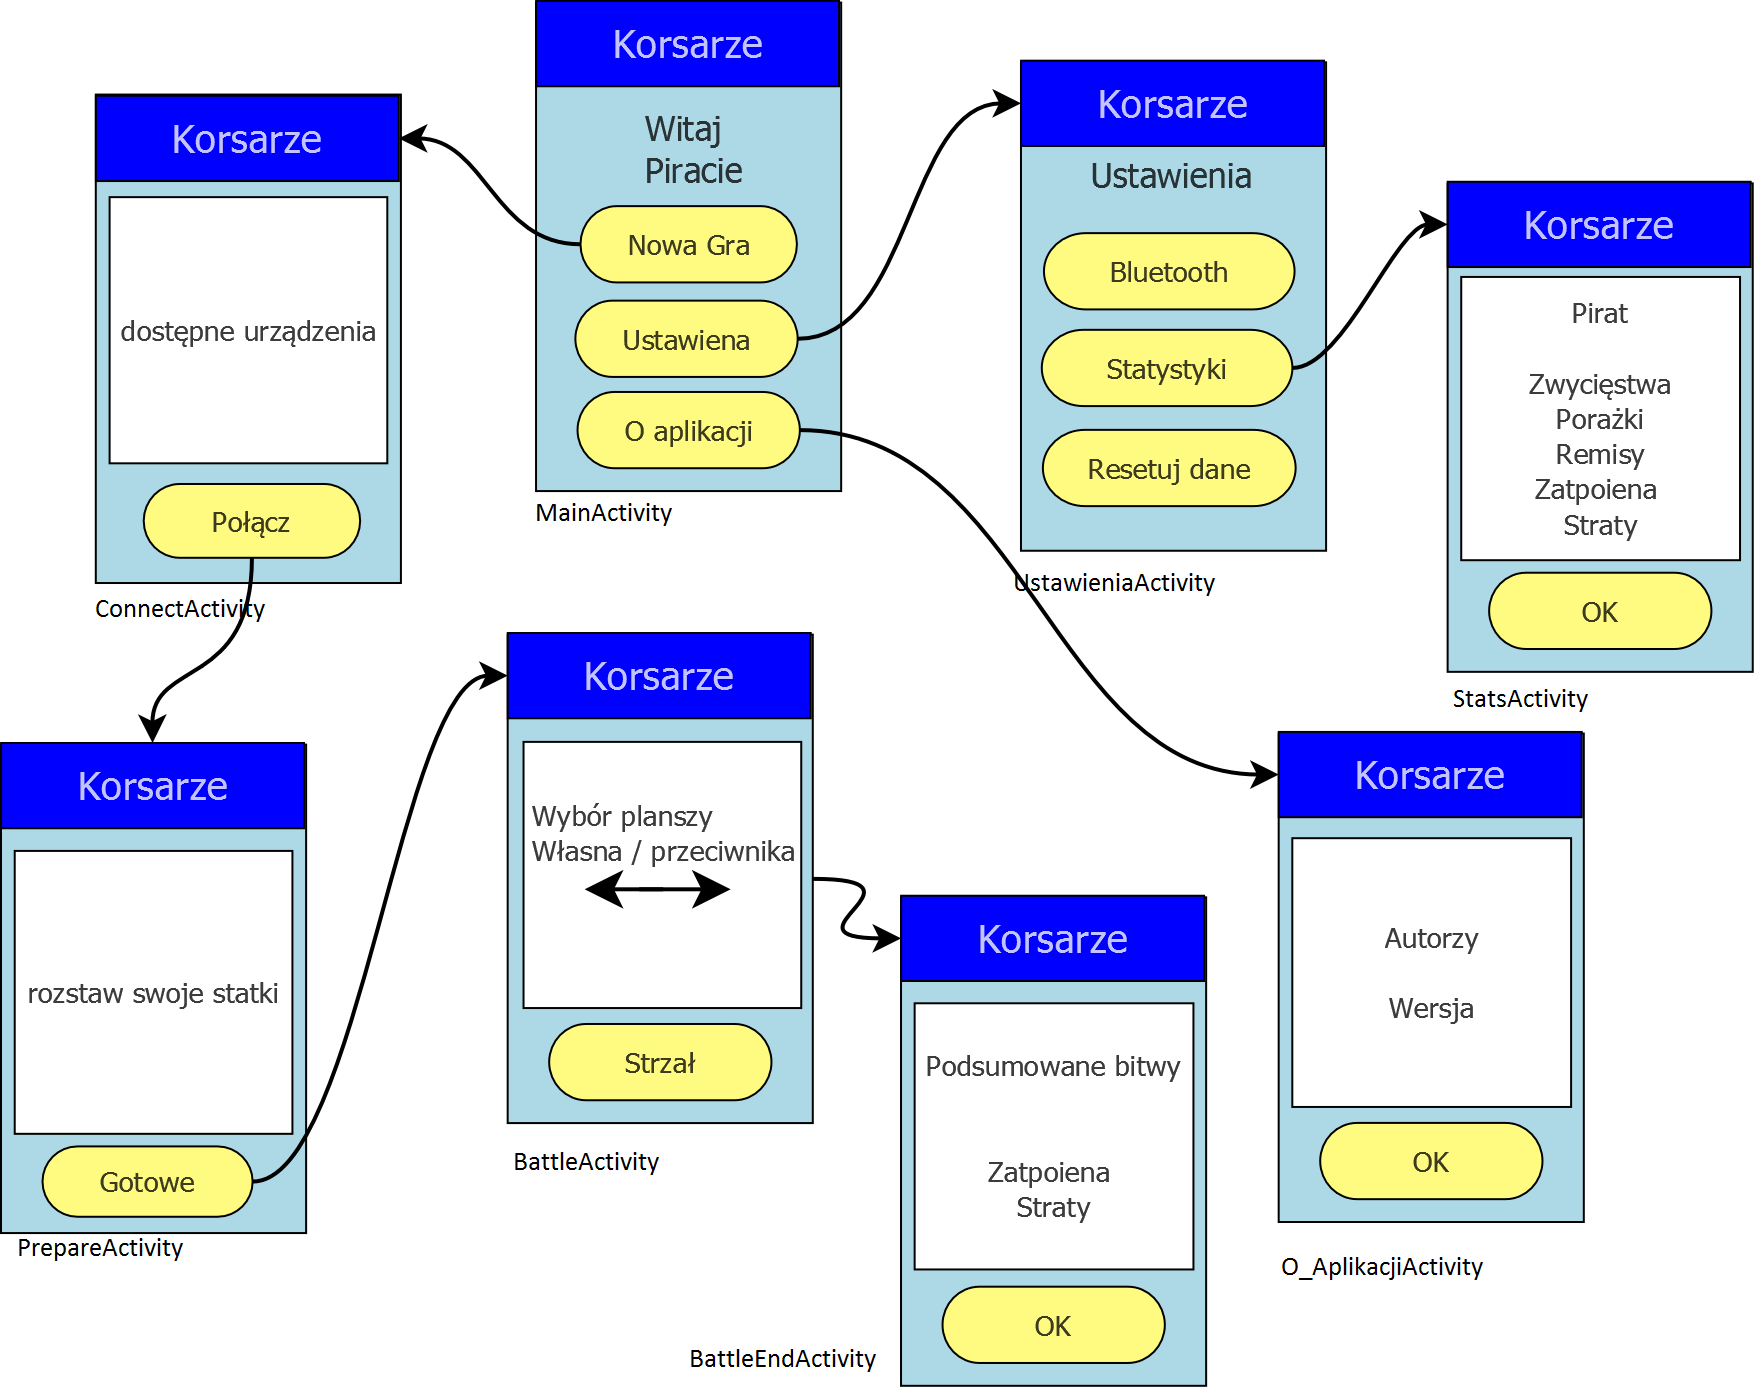 Korsarze
Witaj
Piracie
Nowa Gra
Ustawiena
O aplikacji
MainActivity
Korsarze
dostępne urządzenia
Połącz
ConnectActivity
Korsarze
Ustawienia
Bluetooth
Statystyki
Resetuj dane
UstawieniaActivity
Korsarze
Pirat
Zwycięstwa
Porażki
Remisy
Zatpoiena
Straty
OK
StatsActivity
Korsarze
rozstaw swoje statki
Gotowe
PrepareActivity
Korsarze
Wybór planszy
Własna / przeciwnika
Strzał
BattleActivity
Korsarze
Podsumowane bitwy
Zatpoiena
Straty
OK
BattleEndActivity
Korsarze
Autorzy
Wersja
OK
O_AplikacjiActivity